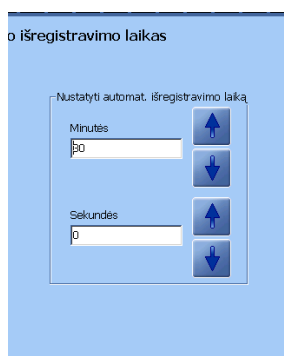 o išregistravimo laikas
Nustatyti automat. išregistravimo laiką
Minutės
30
Sekundės
0